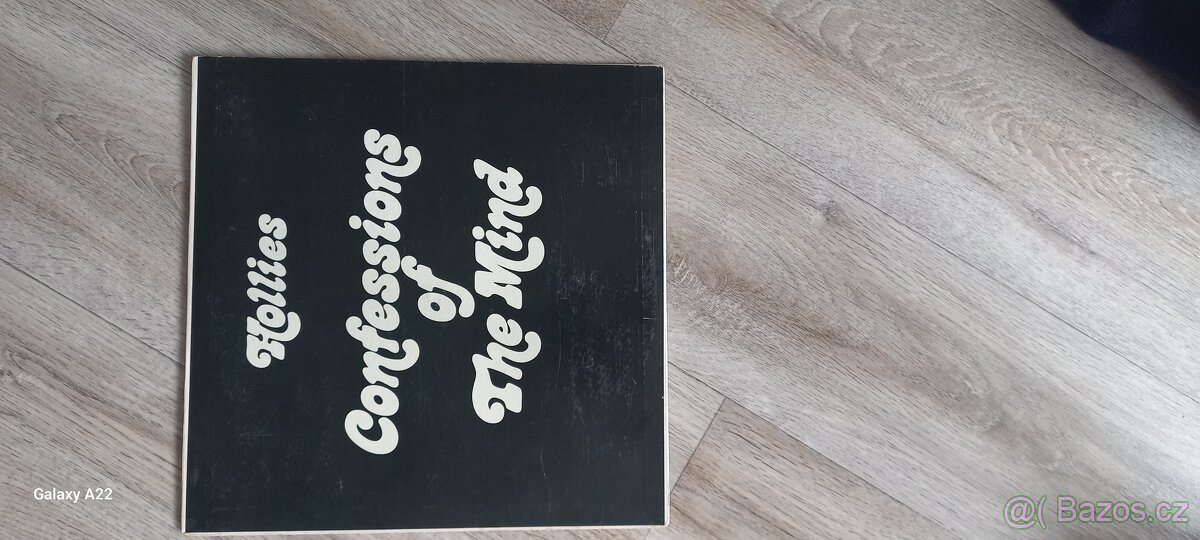 Hollies
Confessions
of
The Mind
Galaxy A22
@( Bazos.cz